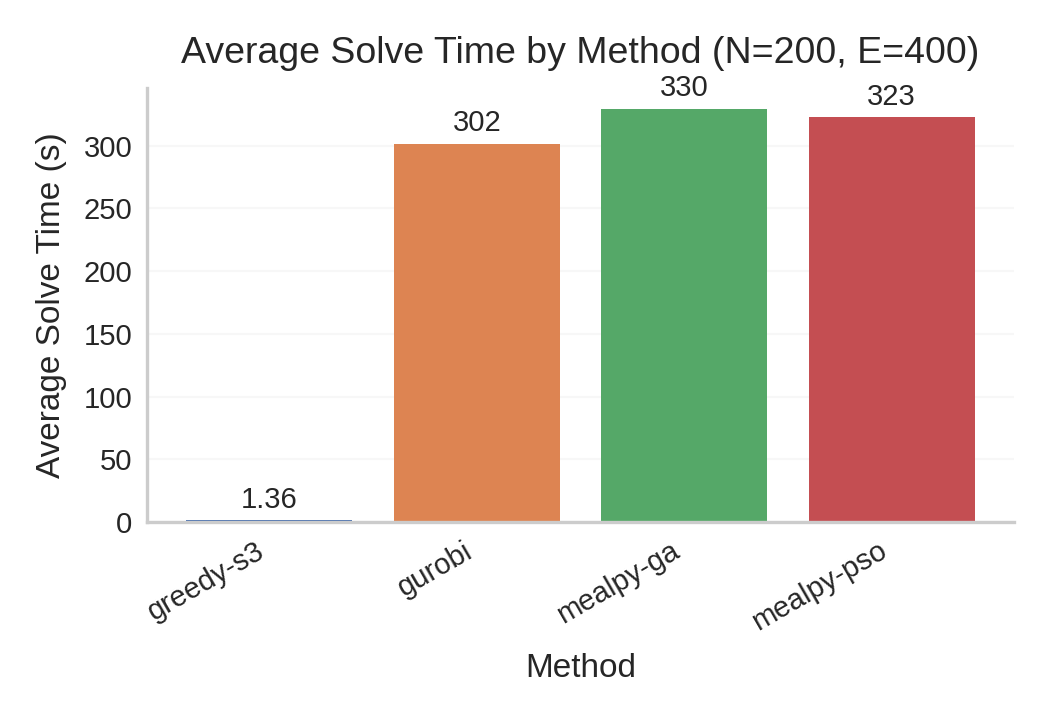 Average Solve Time by Method (N=200, E=400)
Average Solve Time (s)
300
250
200
150
100
50
0
1.36
302
330
323
greedy-s3
gurobi
mealpy-ga
mealpy-pso
Method